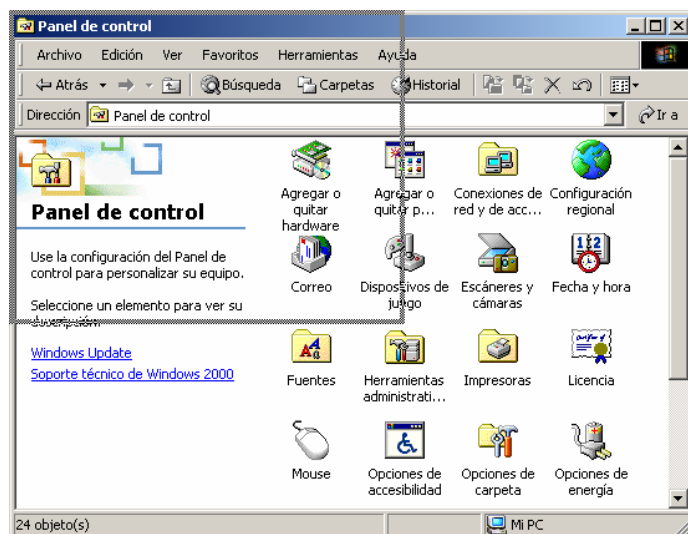 Panel de control
Archivo Edición Ver Favoritos Herramientas Ayuda
Atrás Búsqueda Carpetas Historial
Dirección Panel de control Ir a
Panel de control
Use la configuración del Panel de
control para personalizar su equipo.
Seleccione un elemento para ver su
descripción.
Windows Update
Soporte técnico de Windows 2000
Agregar o
quitar
hardware
Agregar o
quitar p...
Conexiones de
red y de acc...
Configuración
regional
Correo
Dispositivos de
juego
Escáneres y
cámaras
Fecha y hora
Fuentes
Herramientas
administrati...
Impresoras
Licencia
Mouse
Opciones de
accesibilidad
Opciones de
carpeta
Opciones de
energía
24 objeto(s) Mi PC